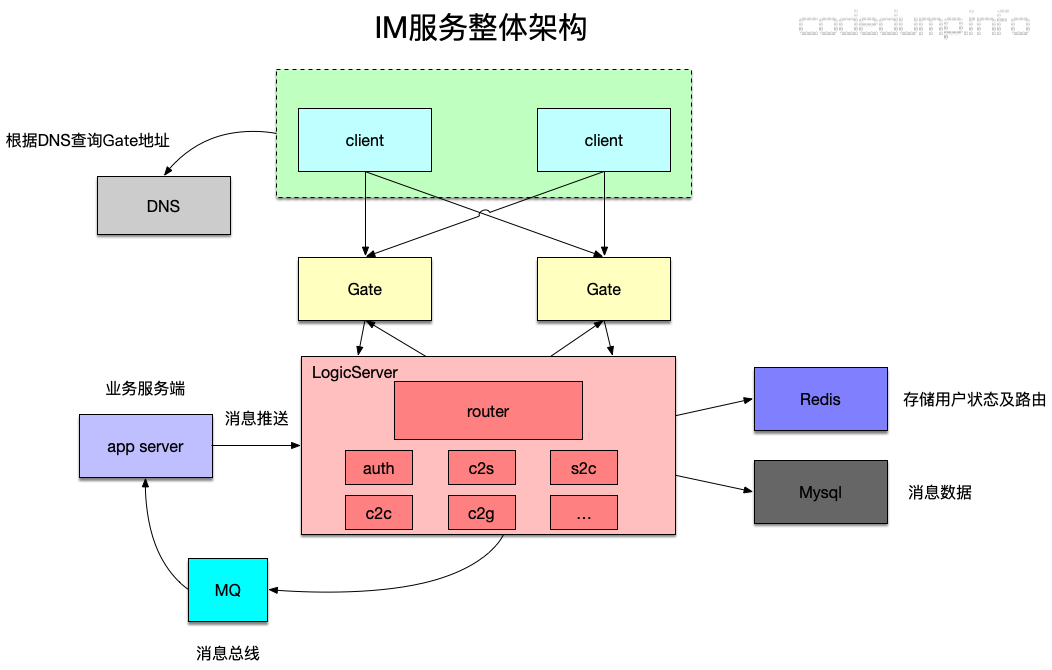 IM服务整体架构
codedump.info
client
client
根据DNS查询Gate地址
DNS
Gate
Gate
LogicServer
router
业务服务端
消息推送
app server
auth
c2s
s2c
c2c
c2g
...
Redis
存储用户状态及路由
Mysql
消息数据
MQ
消息总线